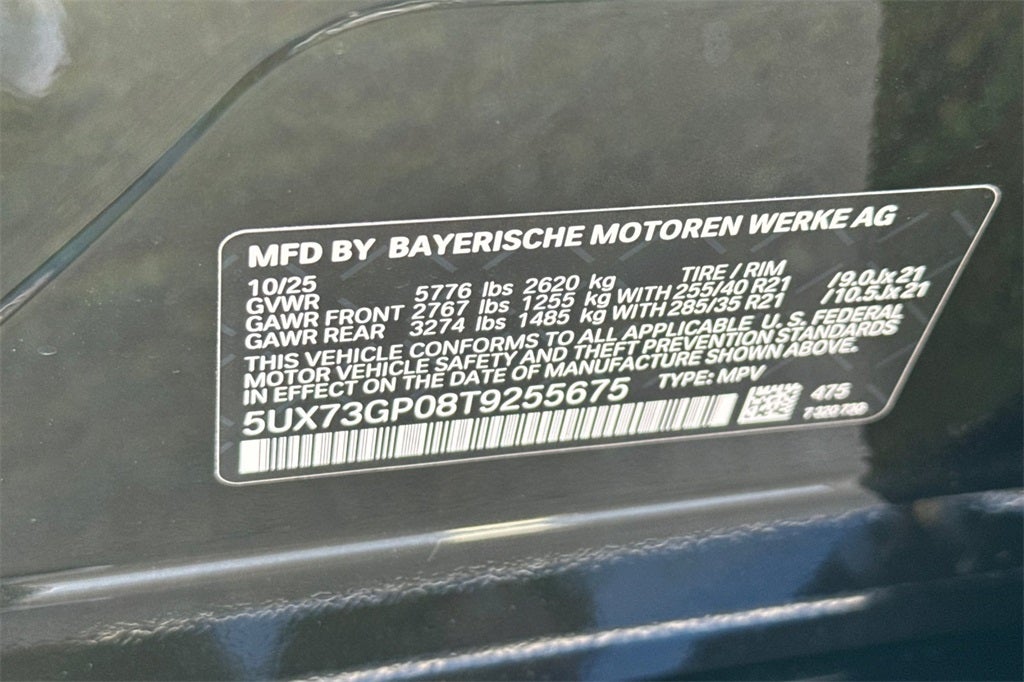 MFD BY BAYERISCHE MOTOREN WERKE AG
10/25 TIRE / RIM
GVWR 5776 lbs 2620 kg
GAWR FRONT 2767 lbs 1255 kg WITH 255/40 R21 /9.0Jx21
GAWR REAR 3274 lbs 1485 kg WITH 285/35 R21 /10.5Jx21
THIS VEHICLE CONFORMS TO ALL APPLICABLE U. S. FEDERAL
MOTOR VEHICLE SAFETY AND THEFT PREVENTION STANDARDS
IN EFFECT ON THE DATE OF MANUFACTURE SHOWN ABOVE.
5UX73GP08T9255675 TYPE: MPV
475